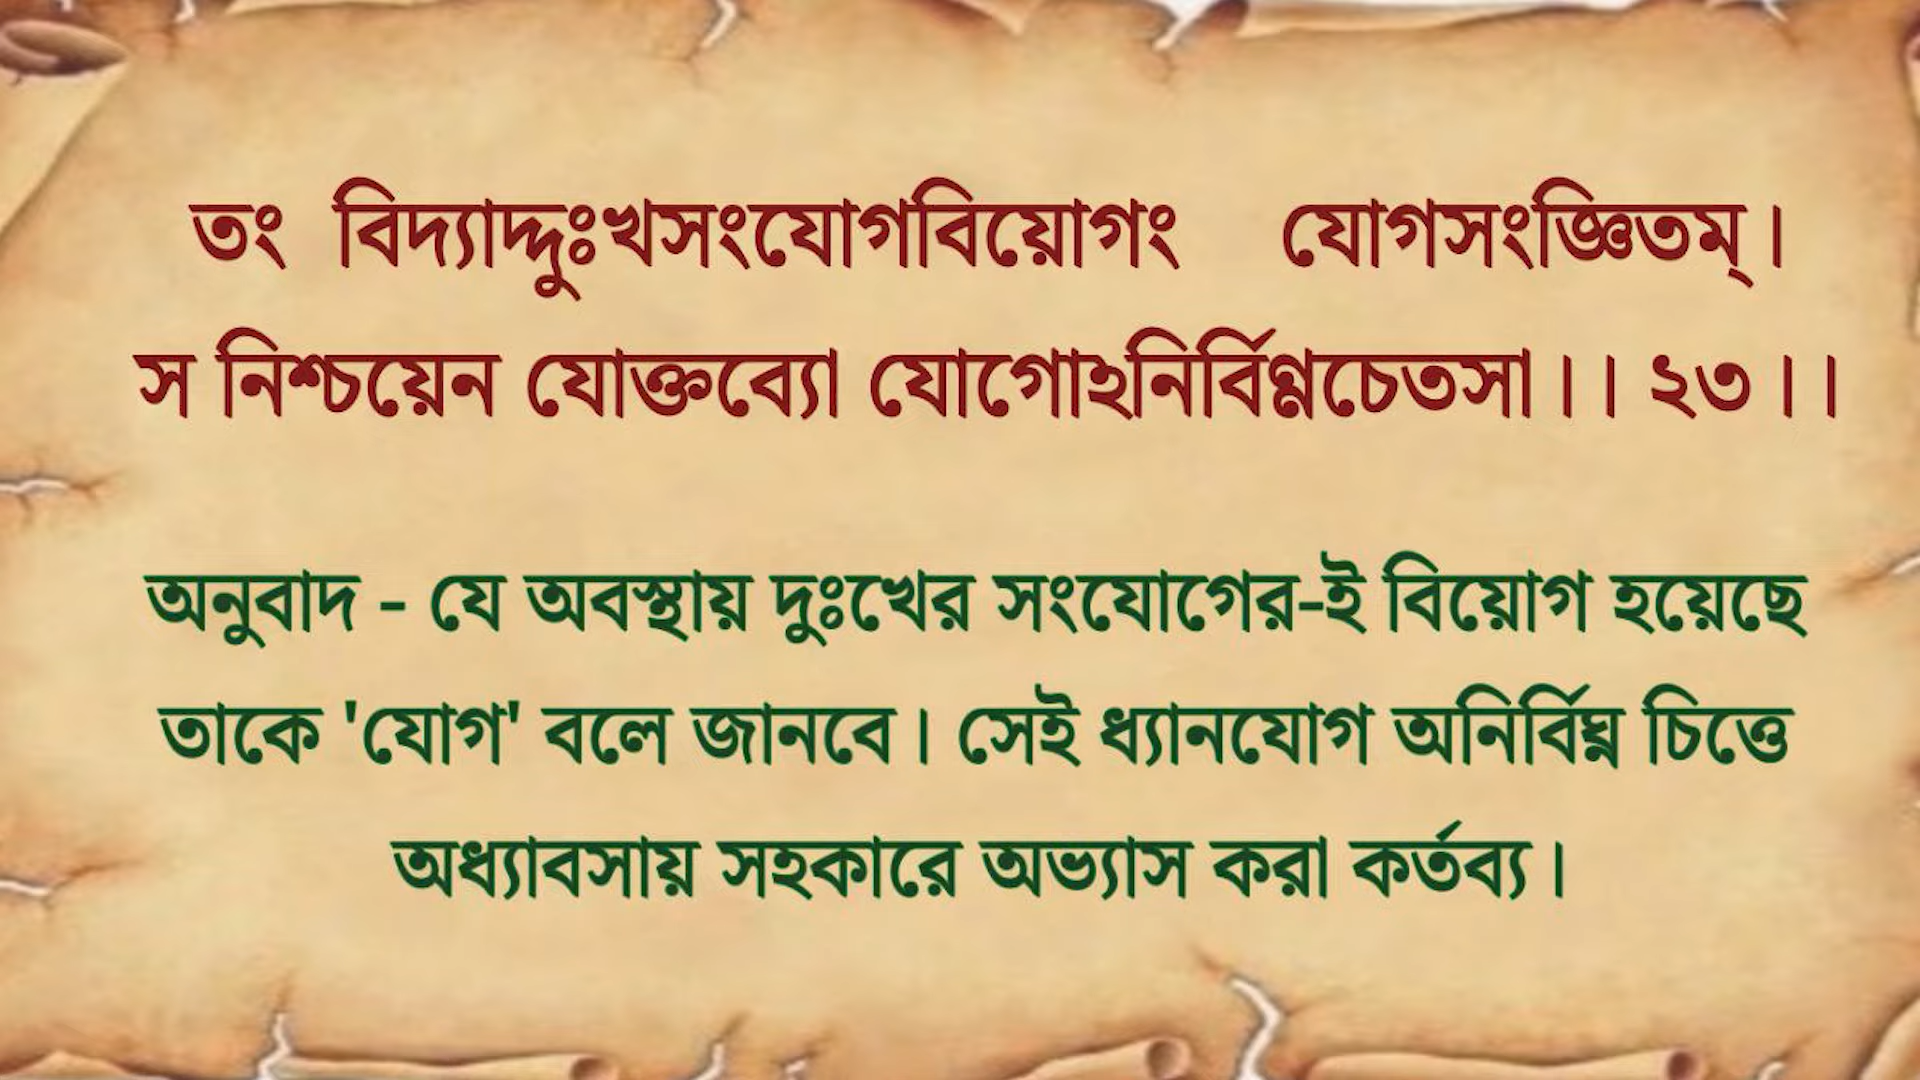 তং বিদ্যাদ্দুঃখসংযোগবিয়োগং যোগসংজ্ঞিতম্।
স নিশ্চয়েন যোক্তব্যো যোগোঽনির্বিণ্ণচেতসা।। ২৩।।
অনুবাদ - যে অবস্থায় দুঃখের সংযোগের-ই বিয়োগ হয়েছে
তাকে 'যোগ' বলে জানবে। সেই ধ্যানযোগ অনির্বিঘ্ন চিত্তে
অধ্যাবসায় সহকারে অভ্যাস করা কর্তব্য।